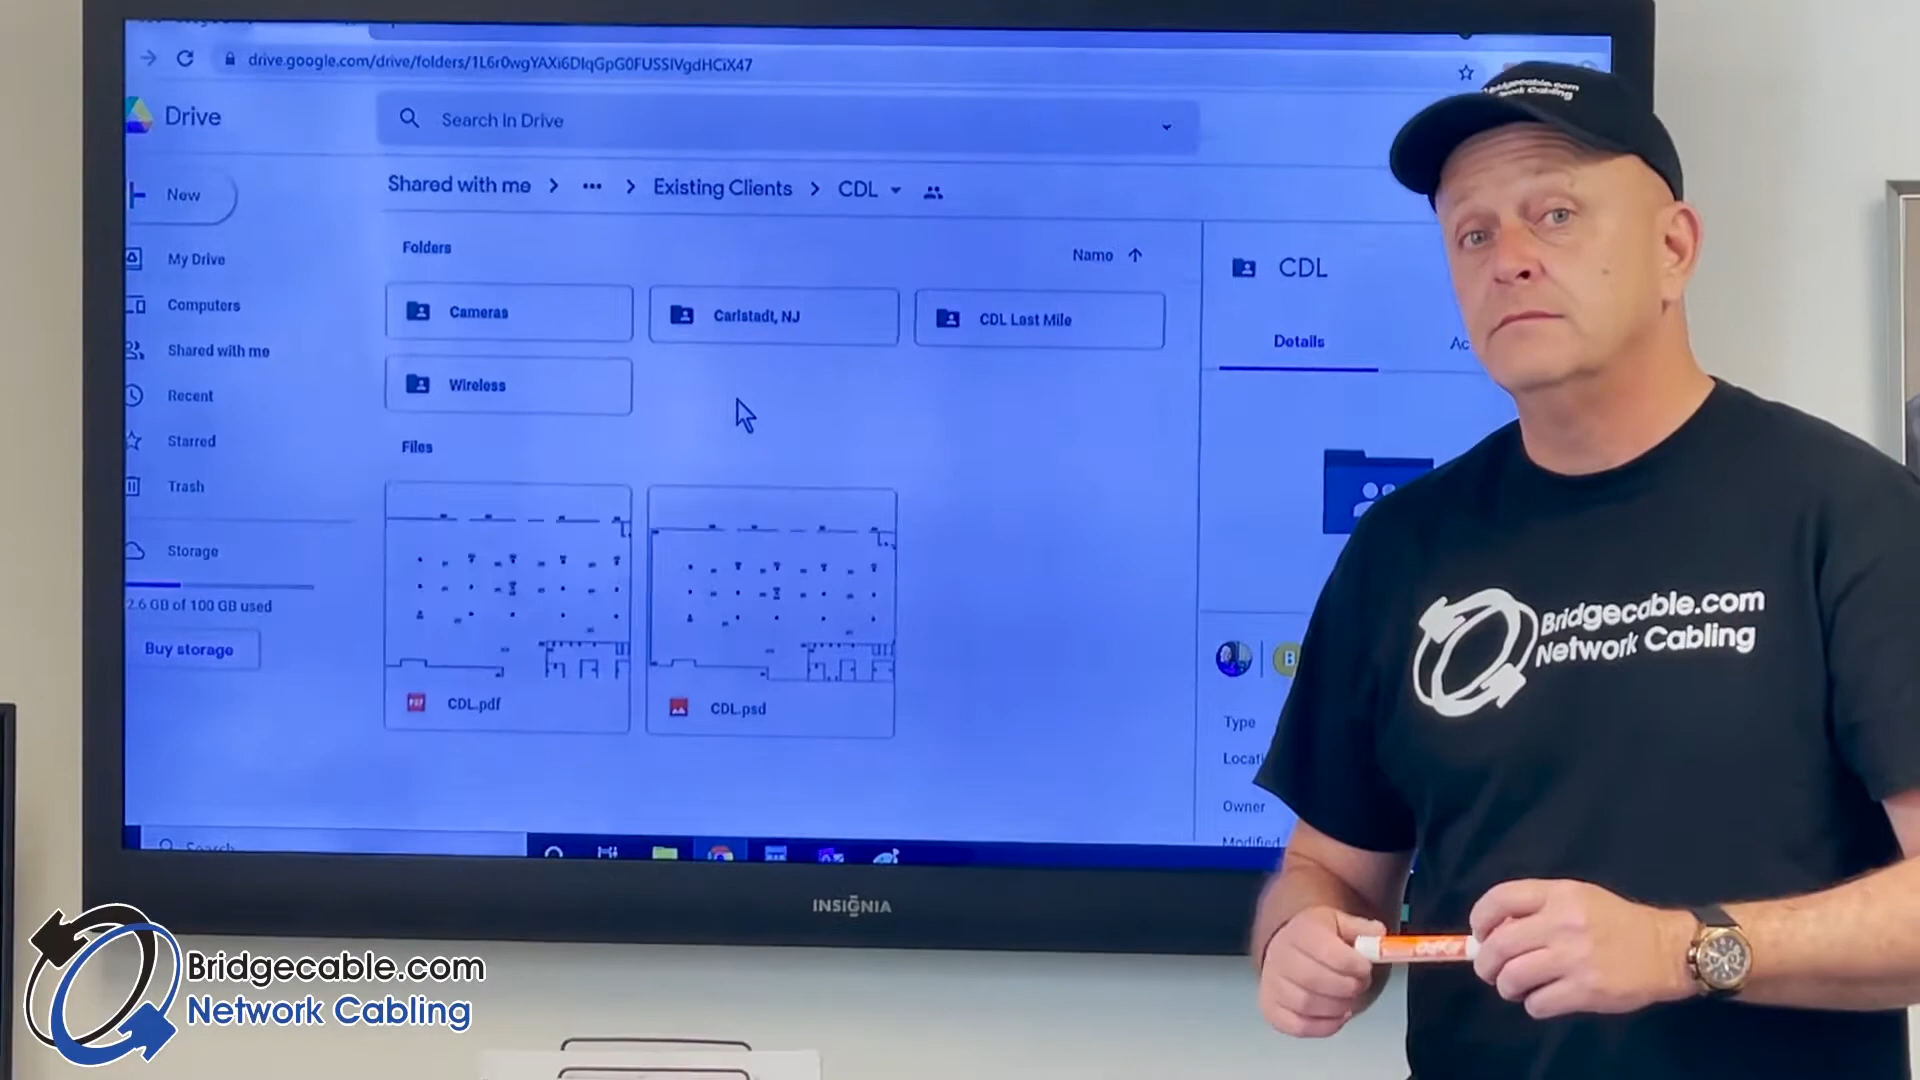 drive.google.com/drive/folders/1L6r0wgYAXi6DlqGpG0FUSSlVgdHCiX47
Drive
Search in Drive
New
Shared with me > ... > Existing Clients > CDL
My Drive
Computers
Shared with me
Recent
Starred
Trash
Storage
2.6 GB of 100 GB used
Buy storage
Folders
Name
Cameras
Carlstadt, NJ
CDL Last Mile
Wireless
Files
CDL.pdf
CDL.psd
CDL
Details
B
Type
Owner
Modified
Search
INSIGNIA
Bridgecable.com
Network Cabling
Bridgecable.com
Network Cabling